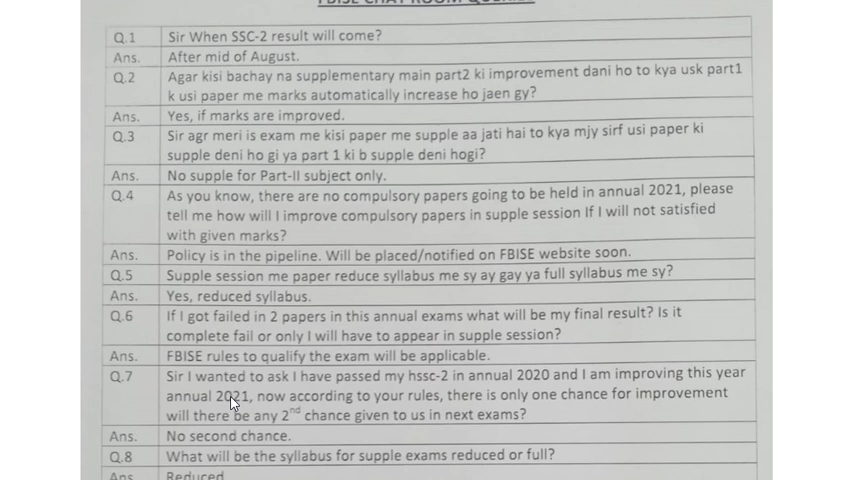 FBISE CHAT ROOM QUERIES
Q.1 Sir When SSC-2 result will come?
Ans. After mid of August.
Q.2 Agar kisi bachay na supplementary main part2 ki improvement dani ho to kya usk part1
k usi paper me marks automatically increase ho jaen gy?
Ans. Yes, if marks are improved.
Q.3 Sir agr meri is exam me kisi paper me supple aa jati hai to kya mjy sirf usi paper ki
supple deni ho gi ya part 1 ki b supple deni hogi?
Ans. No supple for Part-II subject only.
Q.4 As you know, there are no compulsory papers going to be held in annual 2021, please
tell me how will I improve compulsory papers in supple session If I will not satisfied
with given marks?
Ans. Policy is in the pipeline. Will be placed/notified on FBISE website soon.
Q.5 Supple session me paper reduce syllabus me sy ay gay ya full syllabus me sy?
Ans. Yes, reduced syllabus.
Q.6 If I got failed in 2 papers in this annual exams what will be my final result? Is it
complete fail or only I will have to appear in supple session?
Ans. FBISE rules to qualify the exam will be applicable.
Q.7 Sir I wanted to ask I have passed my hssc-2 in annual 2020 and I am improving this year
annual 2021, now according to your rules, there is only one chance for improvement
will there be any 2nd chance given to us in next exams?
Ans. No second chance.
Q.8 What will be the syllabus for supple exams reduced or full?
Ans. Reduced